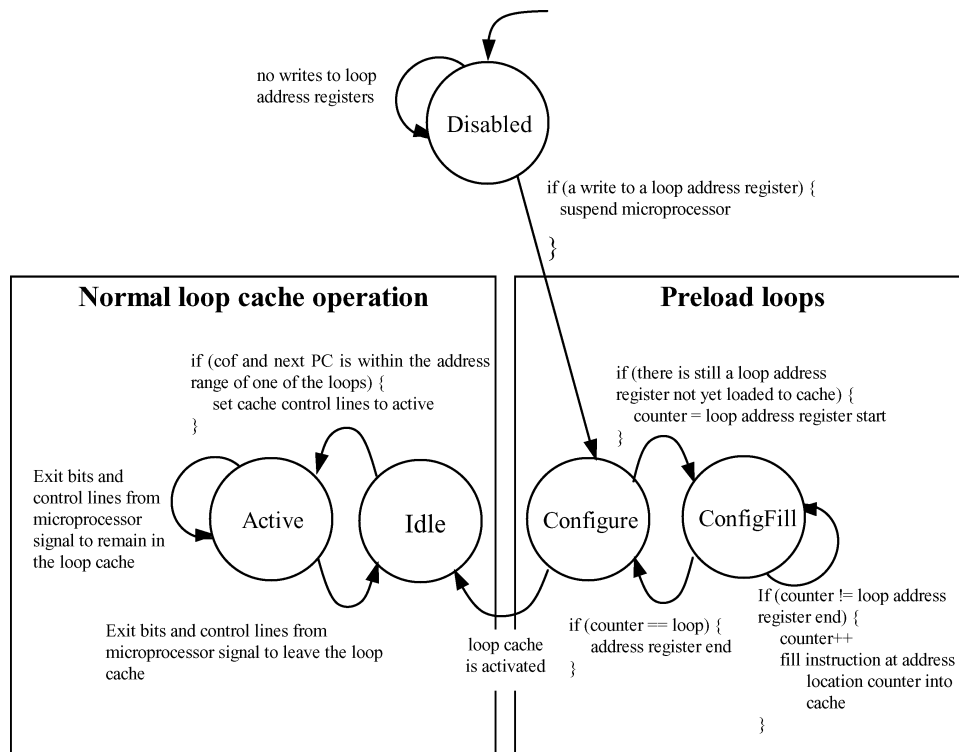 no writes to loop
address registers
Disabled
if (a write to a loop address register) {
suspend microprocessor
}
Normal loop cache operation
if (cof and next PC is within the address
range of one of the loops) {
set cache control lines to active
}
Exit bits and
control lines from
microprocessor
signal to remain in
the loop cache
Active
Idle
Exit bits and control lines from
microprocessor signal to leave the loop
cache
loop cache
is activated
Preload loops
if (there is still a loop address
register not yet loaded to cache) {
counter = loop address register start
}
Configure
ConfigFill
if (counter == loop) {
address register end
}
If (counter != loop address
register end) {
counter++
fill instruction at address
location counter into
cache
}